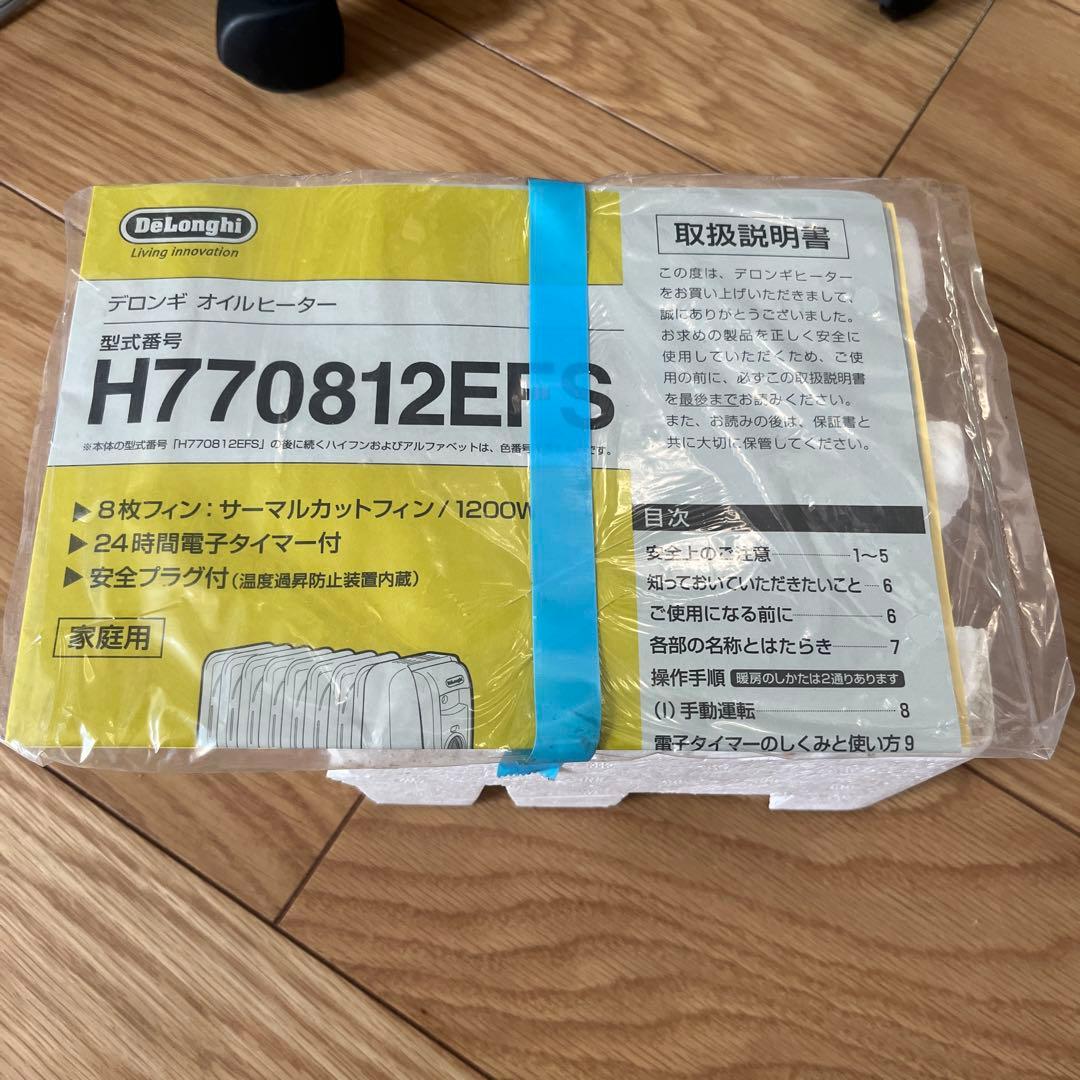 DeLonghi
Living innovation
デロンギ オイルヒーター
型式番号
H770812EFS
※本体の型式番号「H770812EFS」の後に続くハイフンおよびアルファベットは、色番号です。
▶ 8枚フィン：サーマルカットフィン/1200W
▶ 24時間電子タイマー付
▶ 安全プラグ付（温度過昇防止装置内蔵）
家庭用
DeLonghi
取扱説明書
この度は、デロンギヒーター
をお買い上げいただきまして、
誠にありがとうございました。
お求めの製品を正しく安全に
使用していただくため、ご使
用の前に、必ずこの取扱説明書
を最後までお読みください。
また、お読みの後は、保証書と
共に大切に保管してください。
目次
安全上のご注意 1〜5
知っておいていただきたいこと 6
ご使用になる前に 6
各部の名称とはたらき 7
操作手順 暖房のしかたは2通りあります
(I) 手動運転 8
電子タイマーのしくみと使い方 9